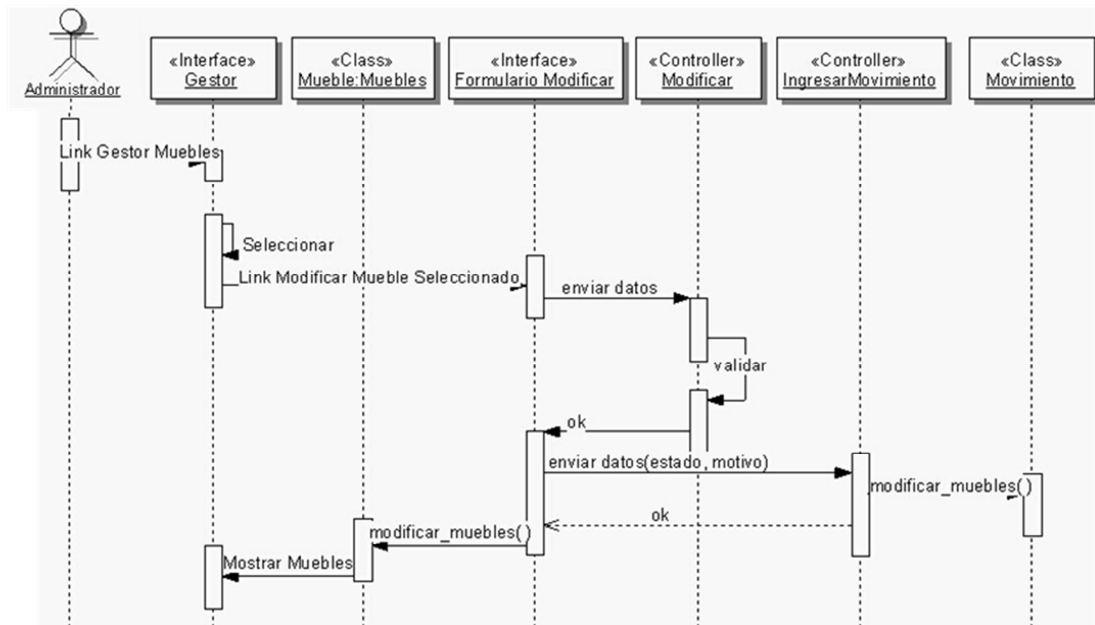 Administrador
«Interface»
Gestor
«Class»
Mueble:Muebles
«Interface»
Formulario Modificar
«Controller»
Modificar
«Controller»
IngresarMovimiento
«Class»
Movimiento
Link Gestor Muebles
Seleccionar
Link Modificar Mueble Seleccionado
enviar datos
validar
ok
enviar datos(estado, motivo)
modificar_muebles()
ok
modificar_muebles()
Mostrar Muebles